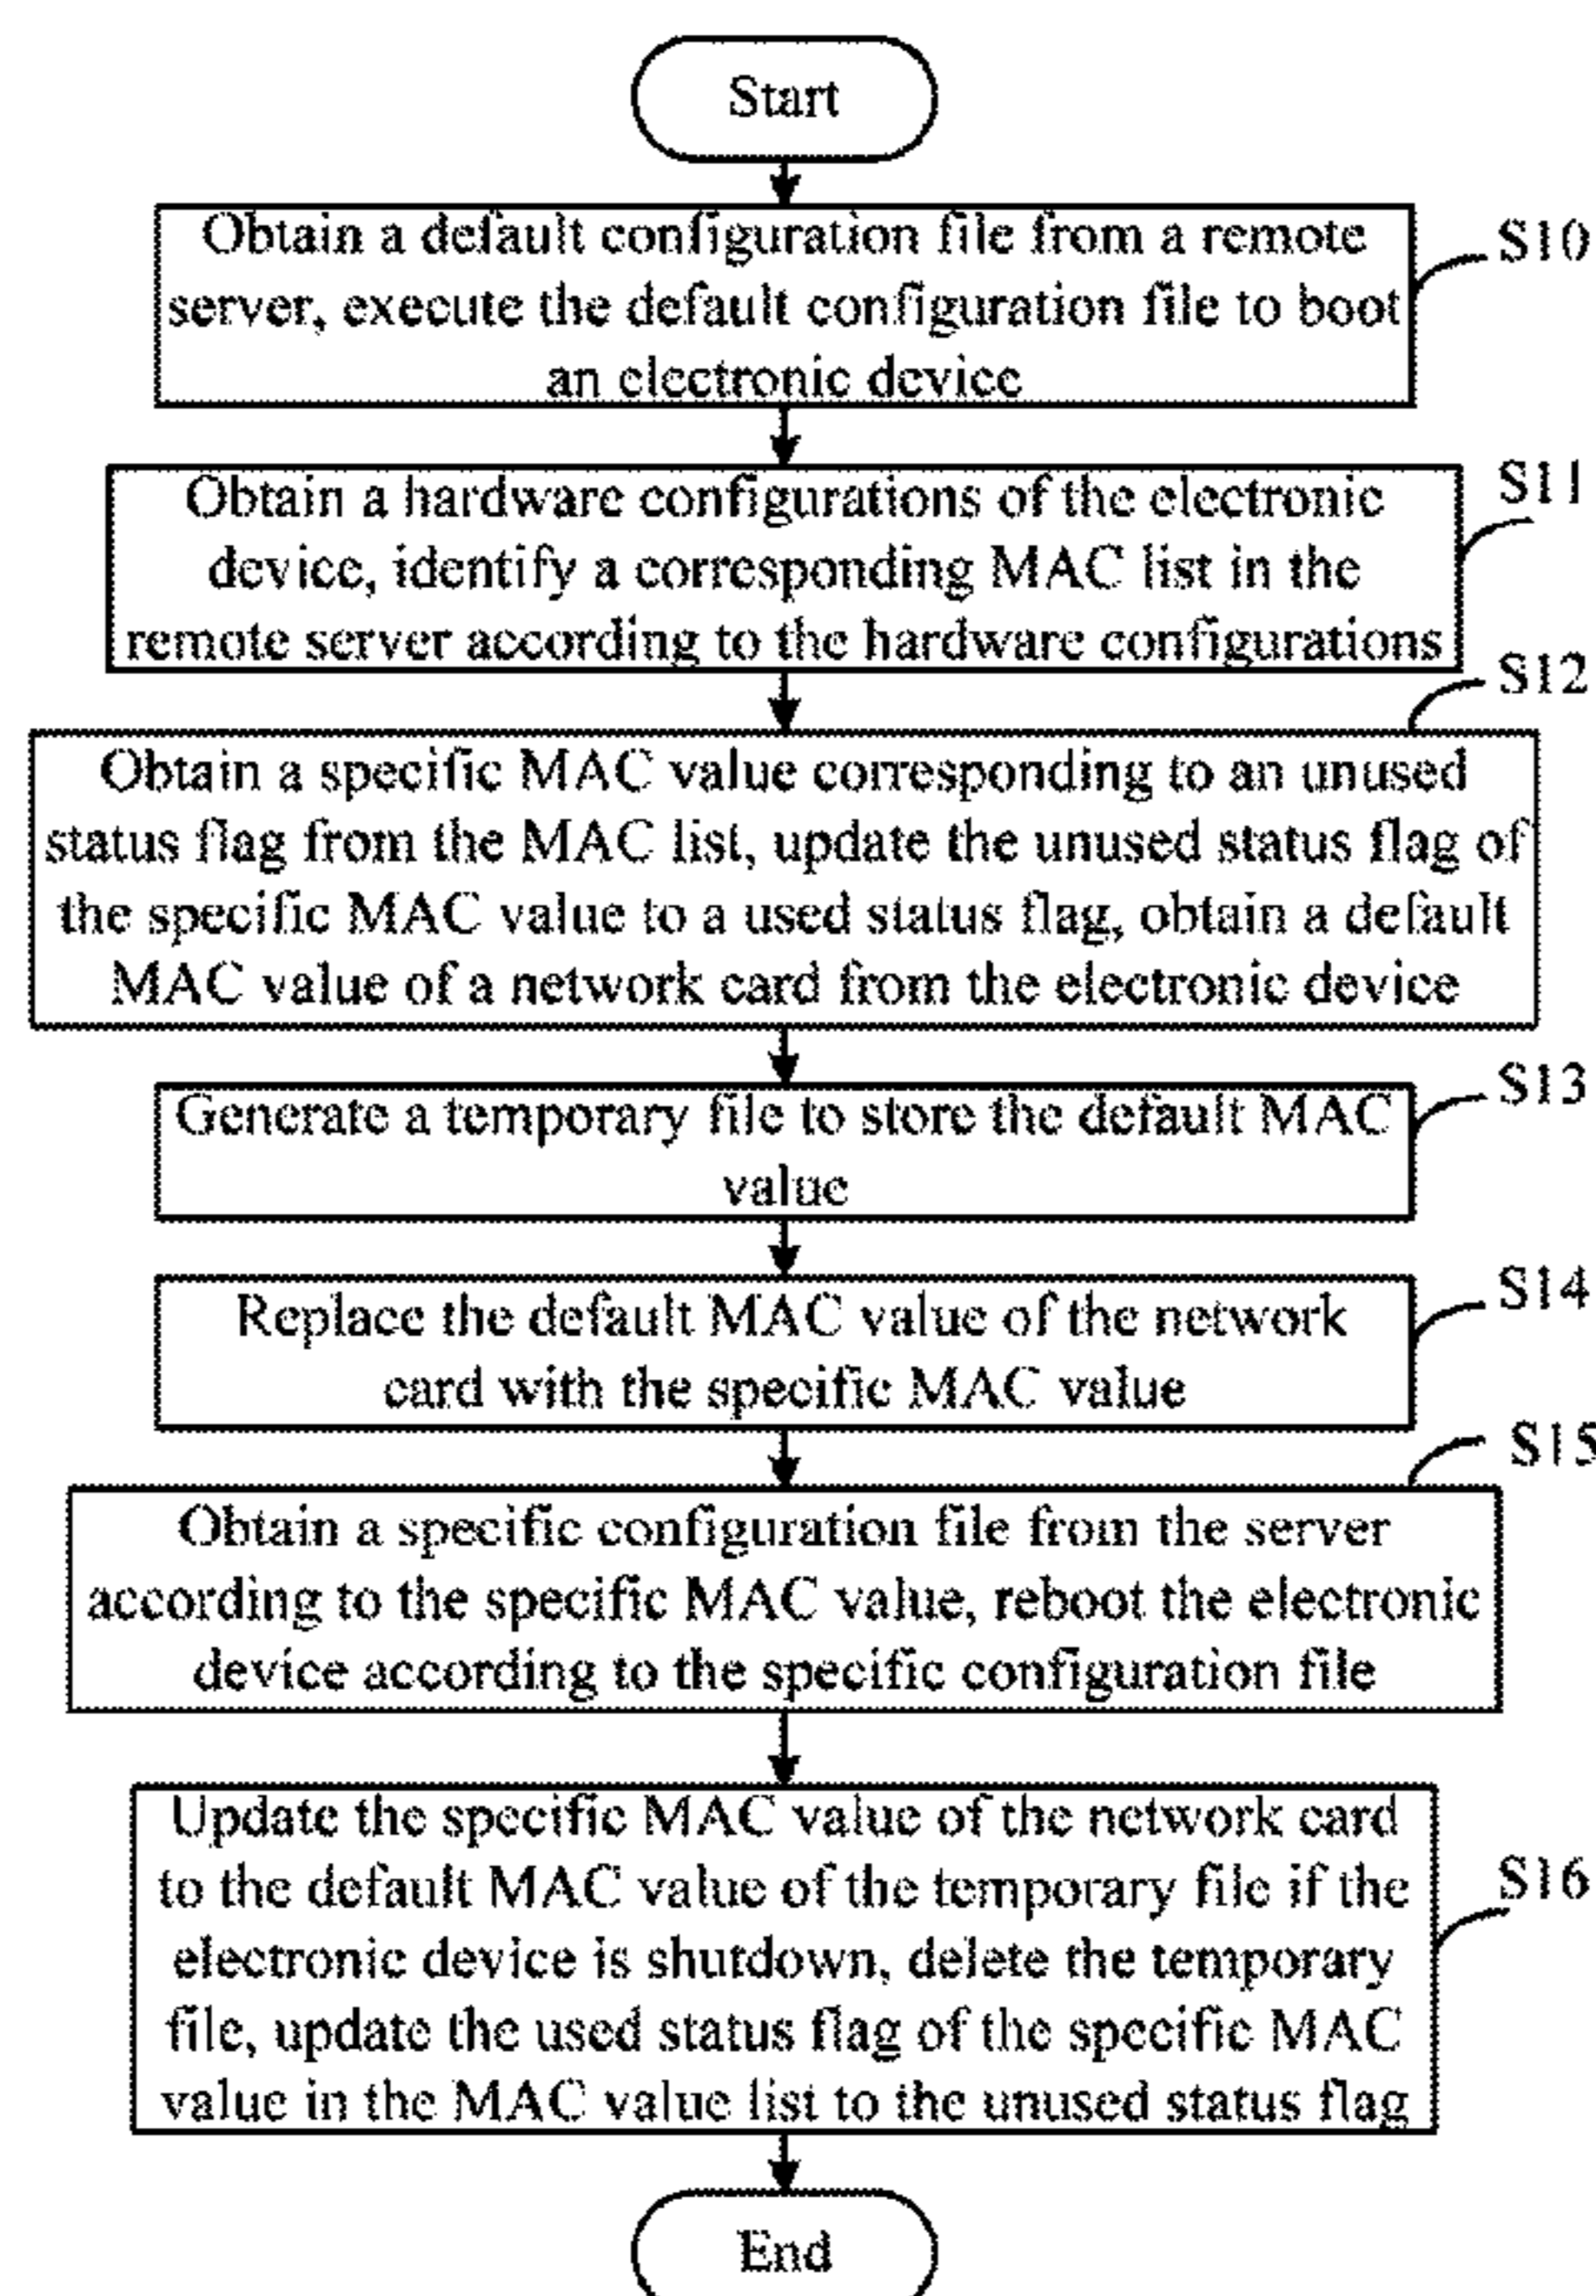 Start
Obtain a default configuration file from a remote
S10
server, execute the default configuration file to boot
an electronic device
Obtain a hardware configurations of the electronic
S11
device, identify a corresponding MAC list in the
remote server according to the hardware configurations
S12
Obtain a specific MAC value corresponding to an unused
status flag from the MAC list, update the unused status flag of
the specific MAC value to a used status flag, obtain a default
MAC value of a network card from the electronic device
Generate a temporary file to store the default MAC
S13
value
Replace the default MAC value of the network
S14
card with the specific MAC value
S15
Obtain a specific configuration file from the server
according to the specific MAC value, reboot the electronic
device according to the specific configuration file
Update the specific MAC value of the network card
to the default MAC value of the temporary file if the
S16
electronic device is shutdown, delete the temporary
file, update the used status flag of the specific MAC
value in the MAC value list to the unused status flag
End